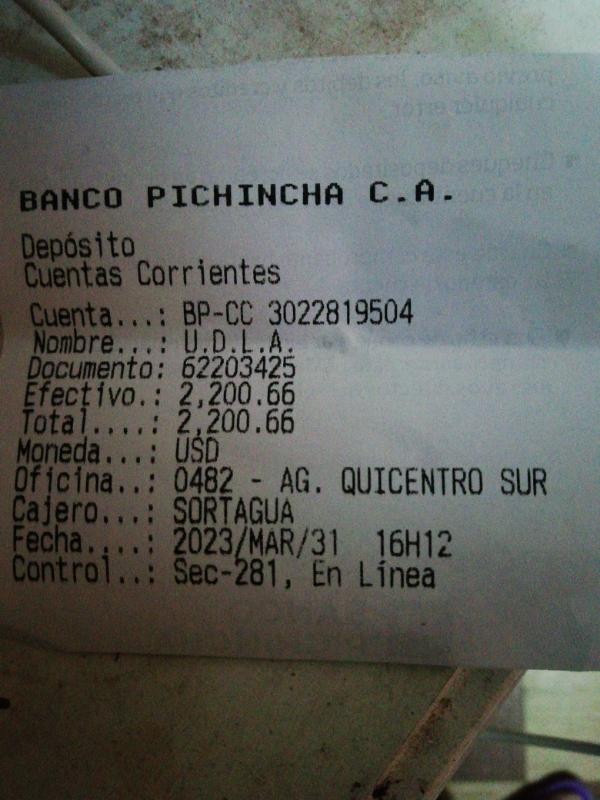 BANCO PICHINCHA C.A.
Depósito
Cuentas Corrientes
Cuenta...: BP-CC 3022819504
Nombre...: U.D.L.A.
Documento: 62203425
Efectivo.: 2,200.66
Total....: 2,200.66
Moneda...: USD
Oficina..: 0482 - AG. QUICENTRO SUR
Cajero...: SORTAGUA
Fecha....: 2023/MAR/31 16H12
Control..: Sec-281, En Línea